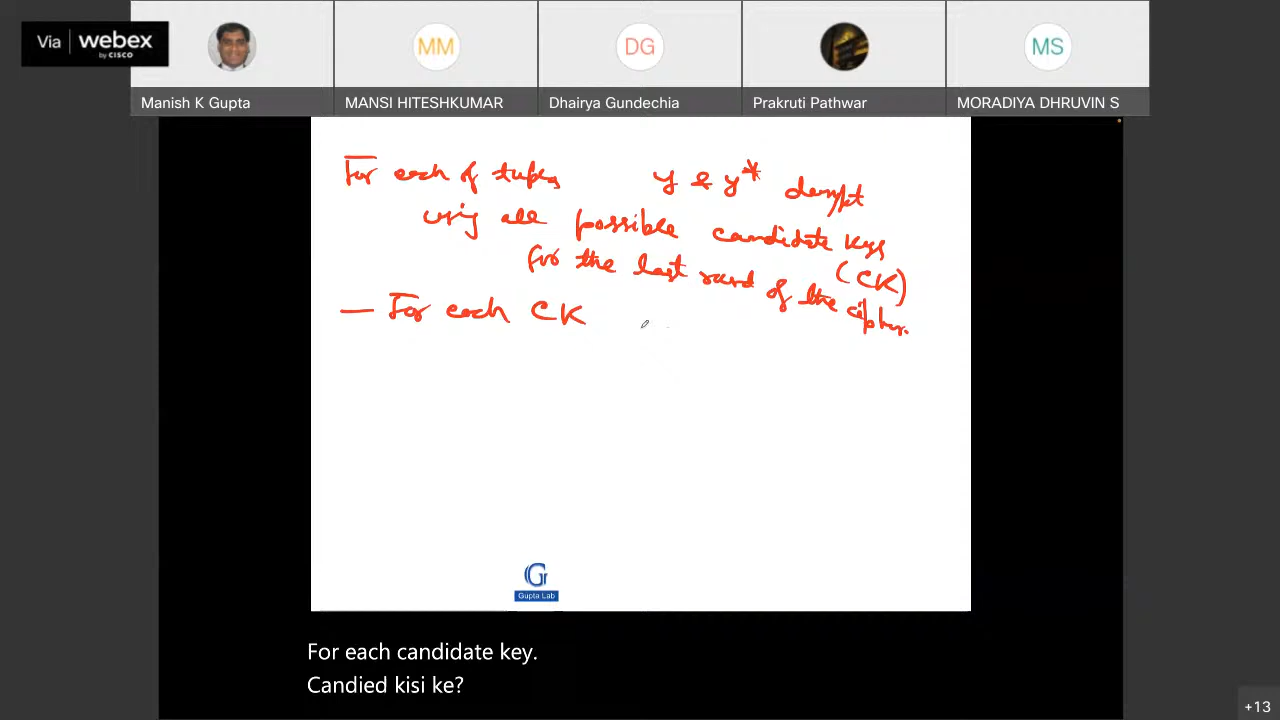 Via webex
by CISCO
MM
DG
MS
Manish K Gupta
MANSI HITESHKUMAR
Dhairya Gundechia
Prakruti Pathwar
MORADIYA DHRUVIN S
For each of tuples y & y* decrypt
using all possible candidate keys
(CK)
for the last round of the cipher.
— For each CK
G
Gupta Lab
For each candidate key.
Candied kisi ke?
+13